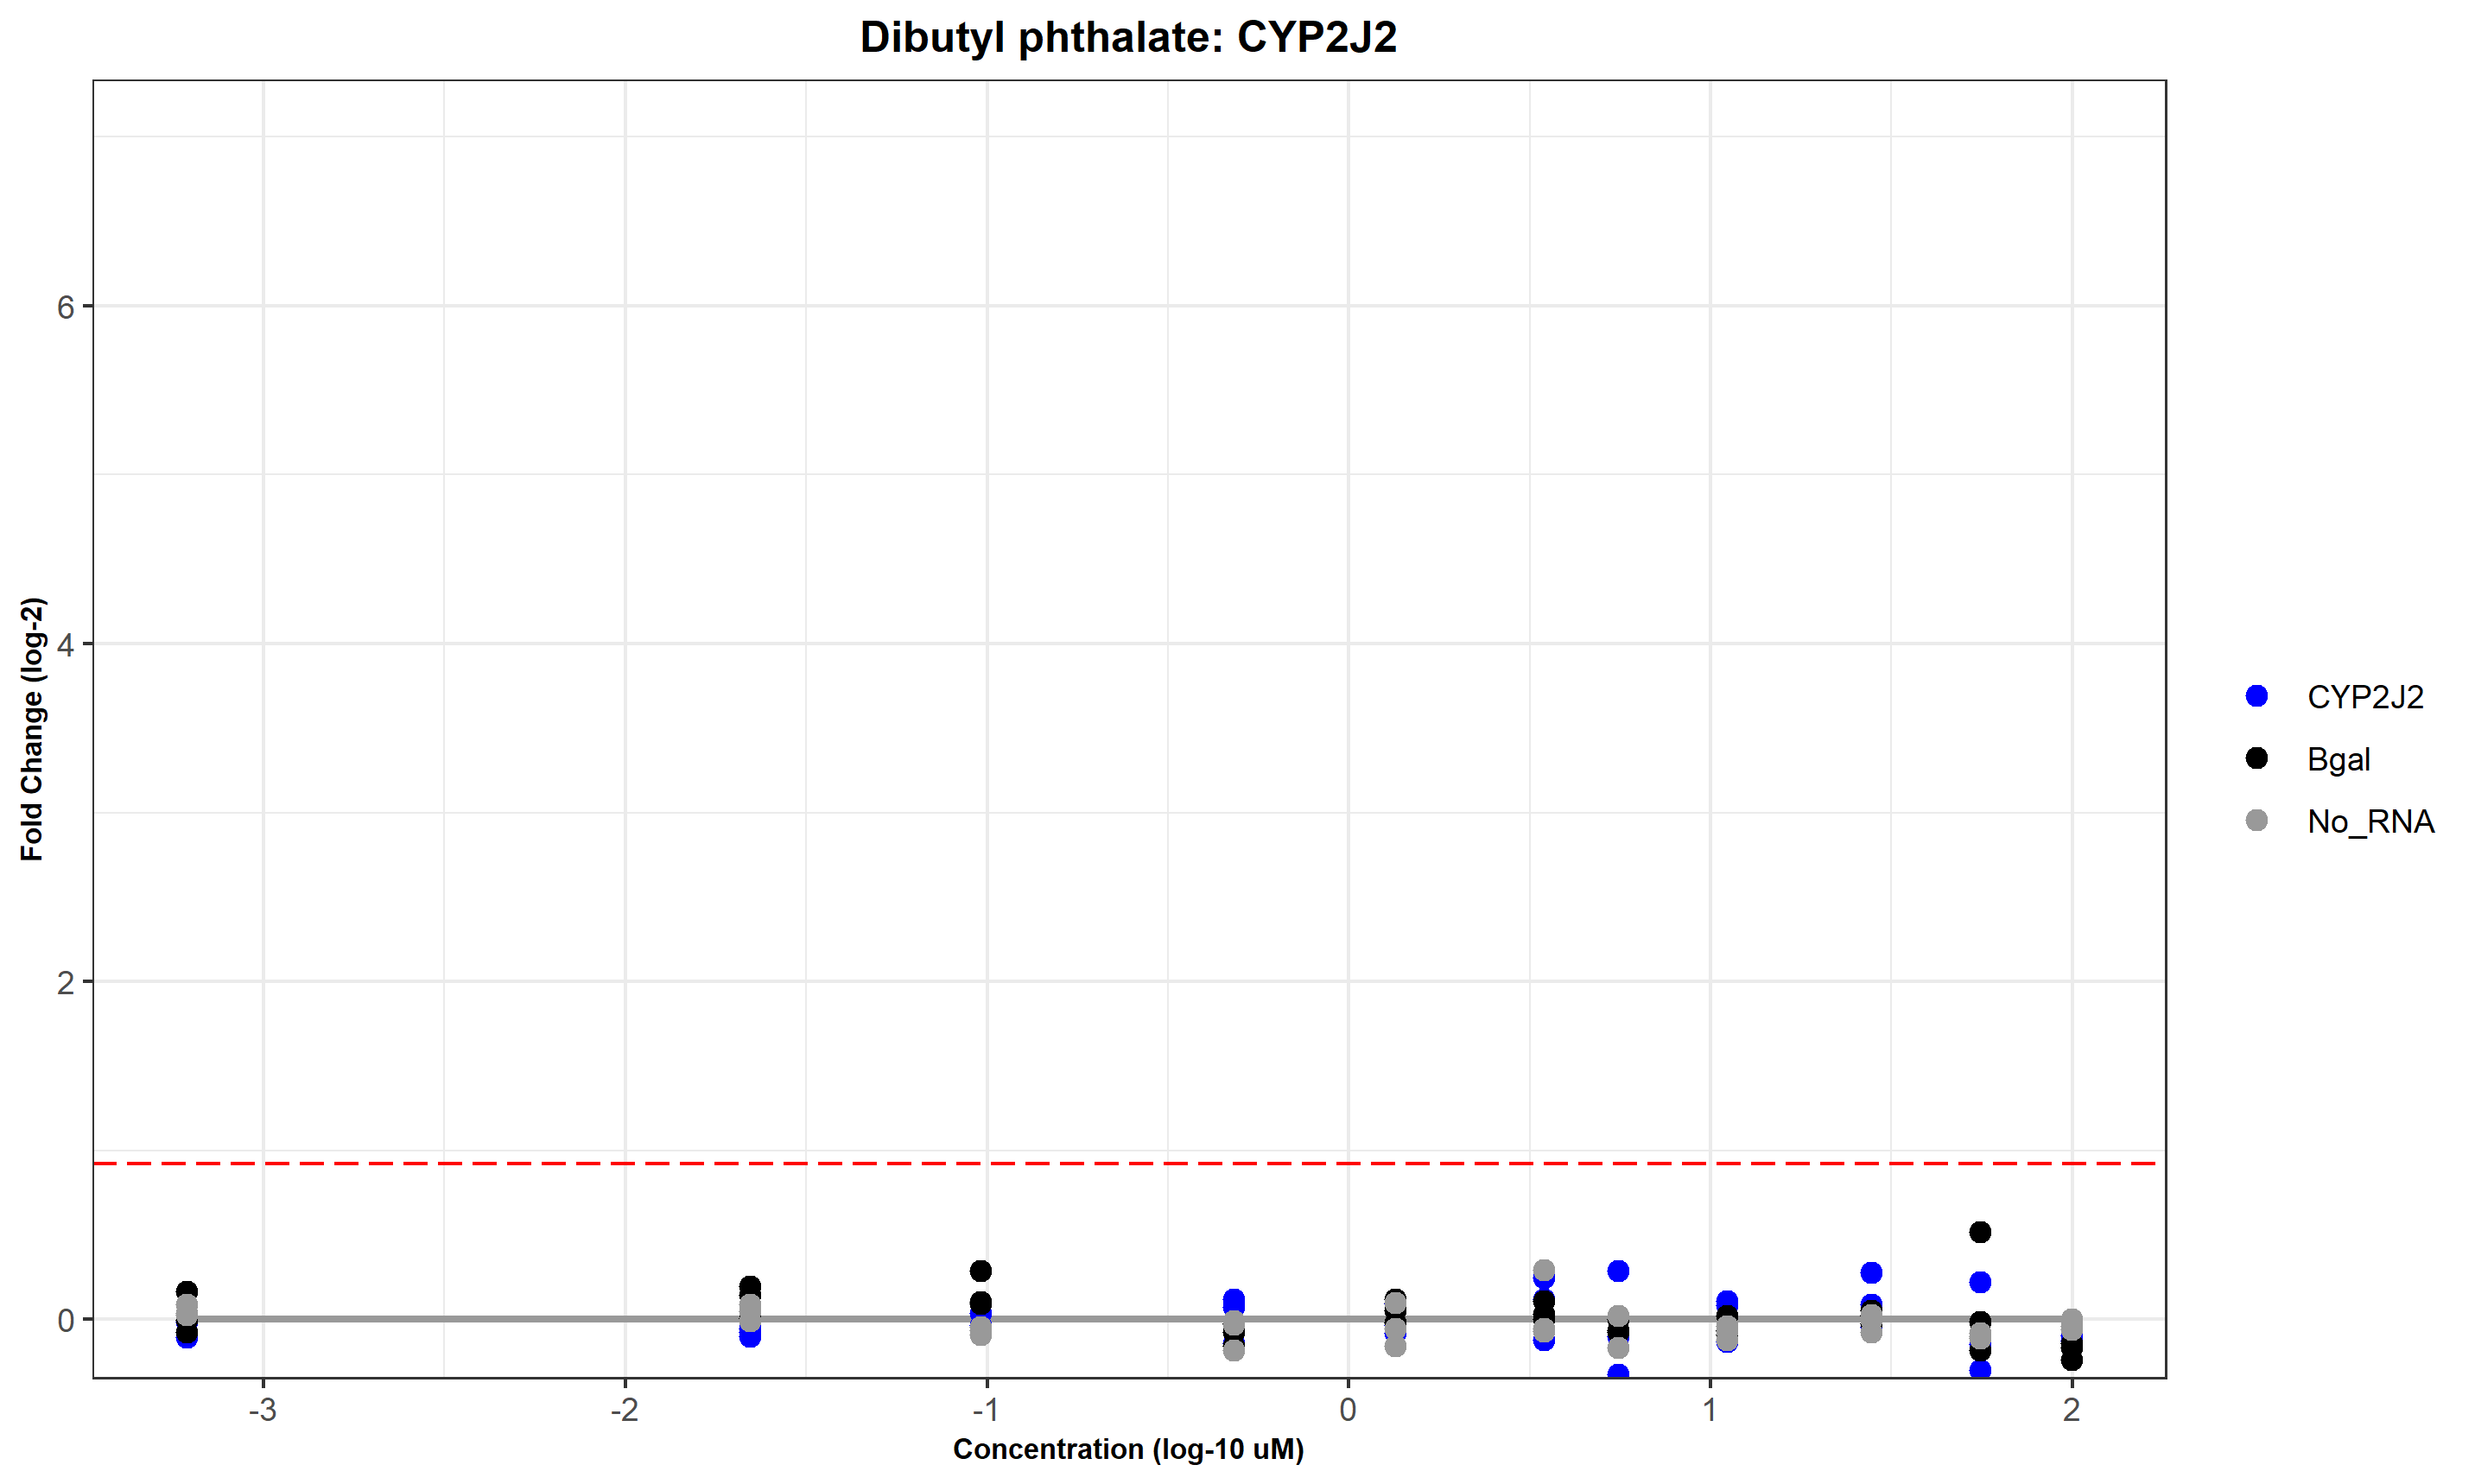 Dibutyl phthalate: CYP2J2
Fold Change (log-2)
6
4
2
0
-3
-2
-1
0
1
2
Concentration (log-10 uM)
CYP2J2
Bgal
No_RNA